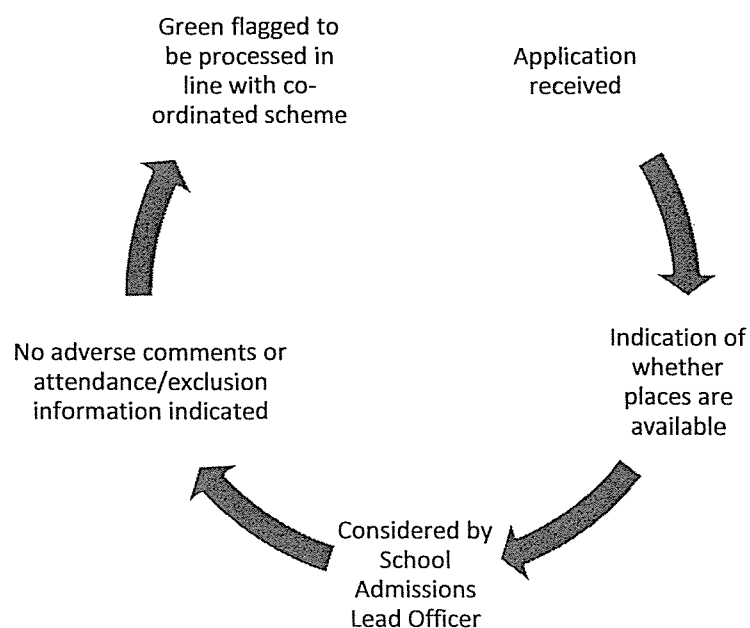 Green flagged to
be processed in
line with co-
ordinated scheme
Application
received
Indication of
whether
places are
available
Considered by
School
Admissions
Lead Officer
No adverse comments or
attendance/exclusion
information indicated